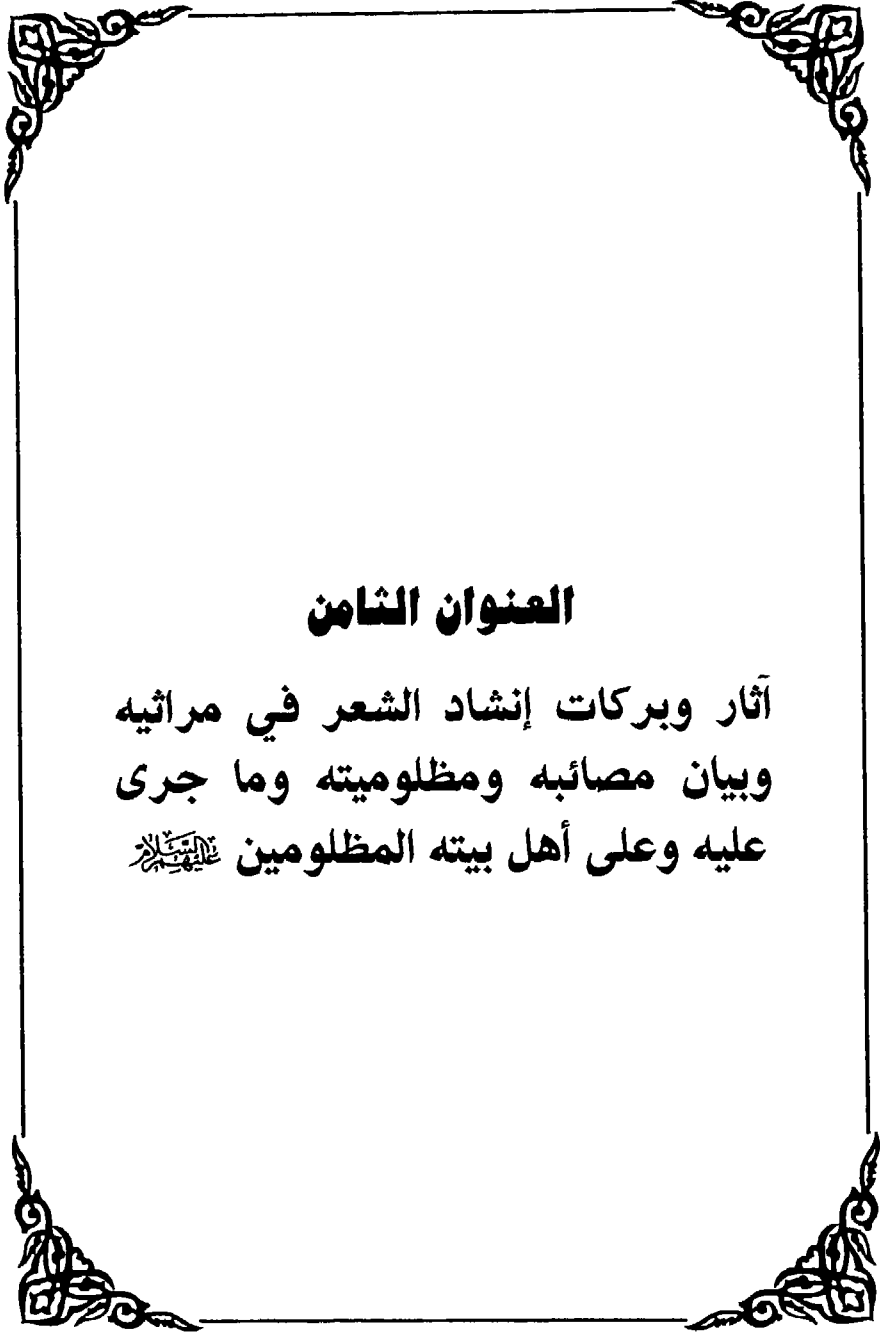 العنوان الثامن
آثار وبركات إنشاد الشعر في مراثيه
وبيان مصائبه ومظلوميته وما جرى
عليه وعلى أهل بيته المظلومين عليهم السلام